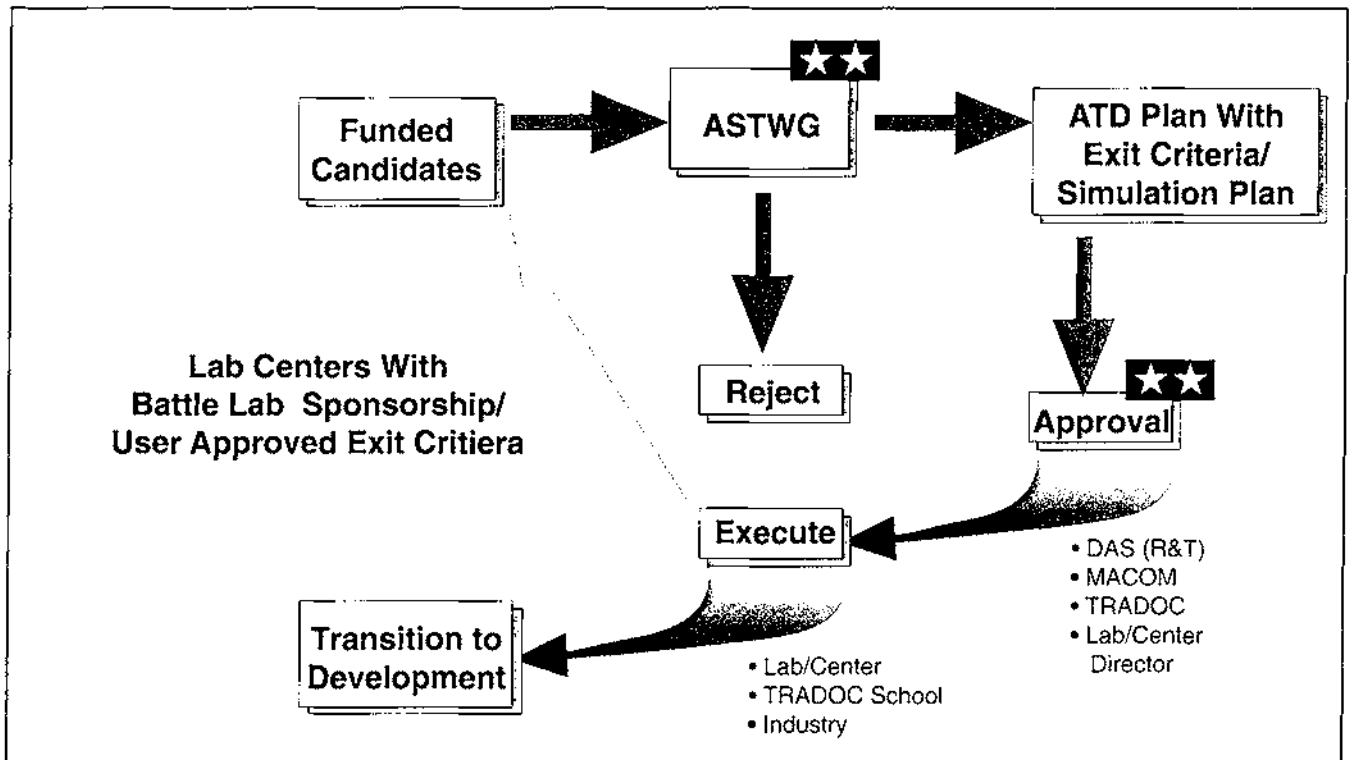 Funded
Candidates
ASTWG
ATD Plan With
Exit Criteria/
Simulation Plan
Lab Centers With
Battle Lab Sponsorship/
User Approved Exit Critiera
Reject
Approval
Execute
• DAS (R&T)
• MACOM
• TRADOC
• Lab/Center
Director
Transition to
Development
• Lab/Center
• TRADOC School
• Industry